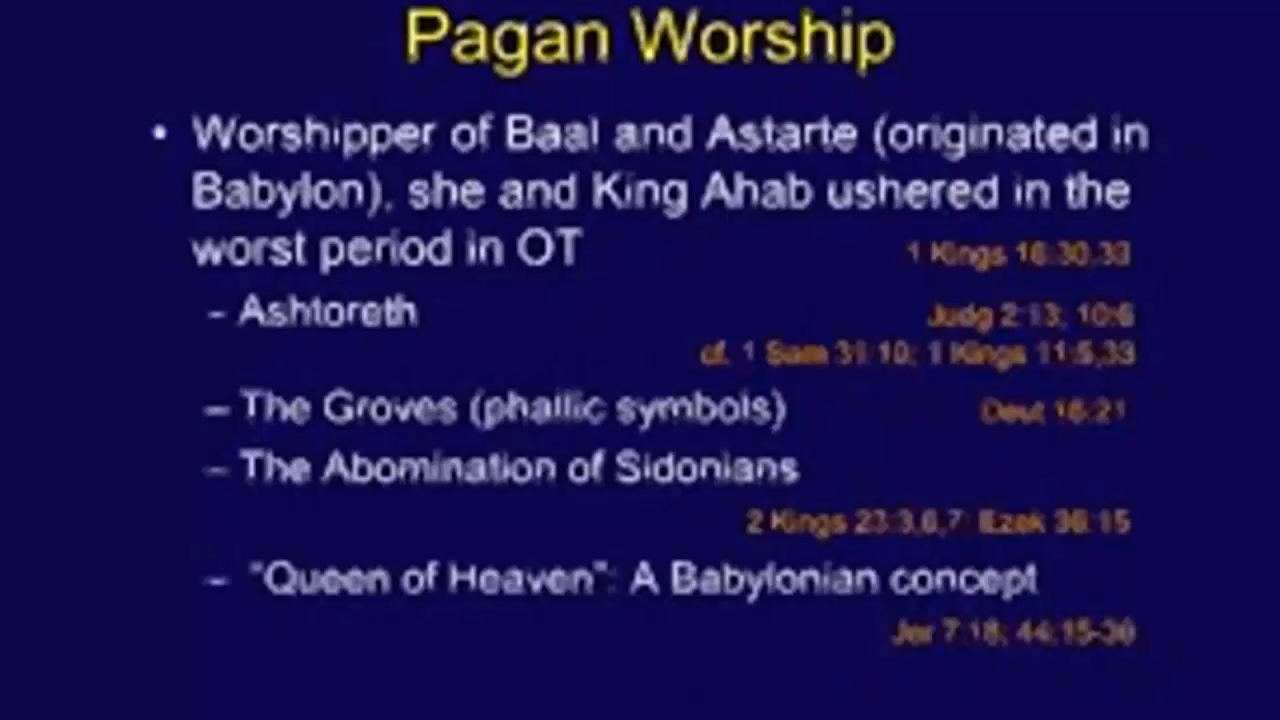 Pagan Worship
• Worshipper of Baal and Astarte (originated in
Babylon), she and King Ahab ushered in the
worst period in OT 1 Kings 16:30,33
– Ashtoreth Judg 2:13; 10:6
cf. 1 Sam 31:10; 1 Kings 11:5,33
– The Groves (phallic symbols) Deut 16:21
– The Abomination of Sidonians
2 Kings Ezek
– "Queen of Heaven": A Babylonian concept
Jer 7:18; 44:15-30